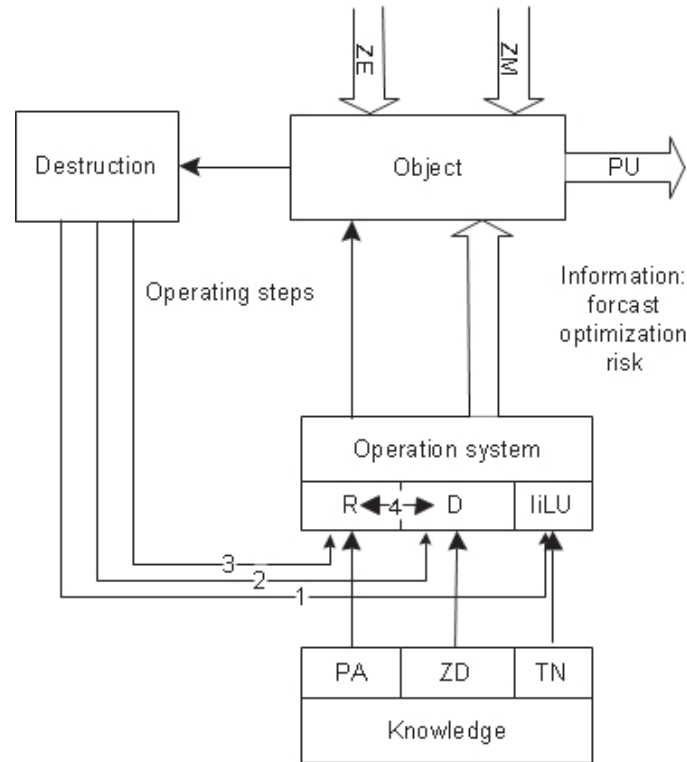 ZE
ZM
Destruction
Object
PU
Operating steps
Information:
forcast
optimization
risk
Operation system
R
4
D
IiLU
3
2
1
PA
ZD
TN
Knowledge